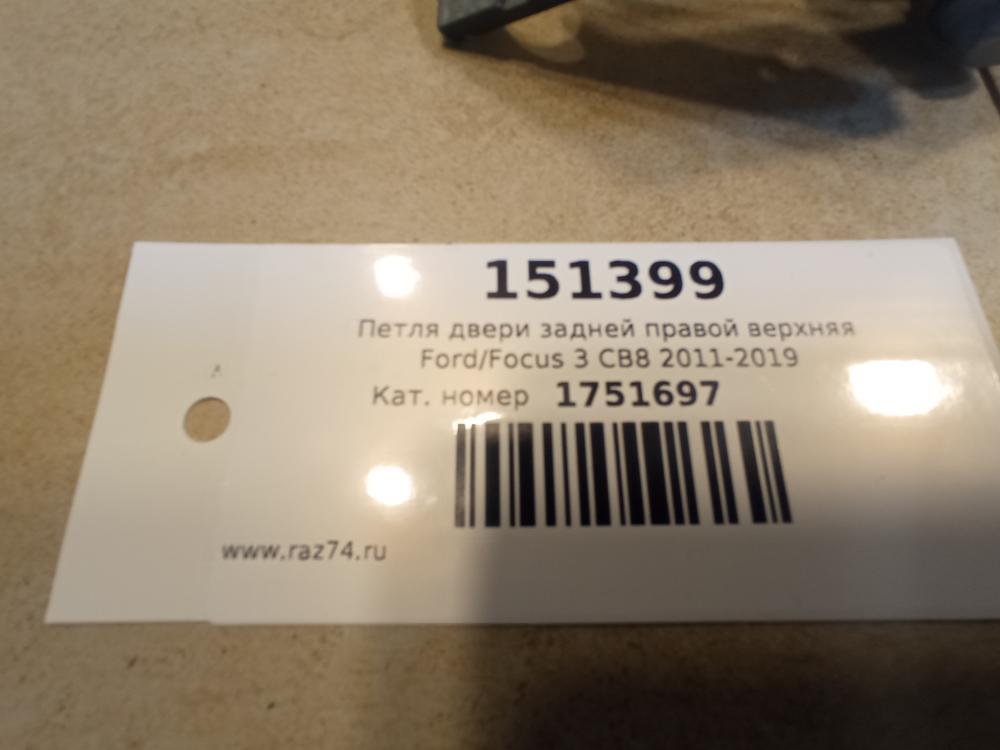 151399
Петля двери задней правой верхняя
Ford/Focus 3 CB8 2011-2019
Кат. номер 1751697
www.raz74.ru